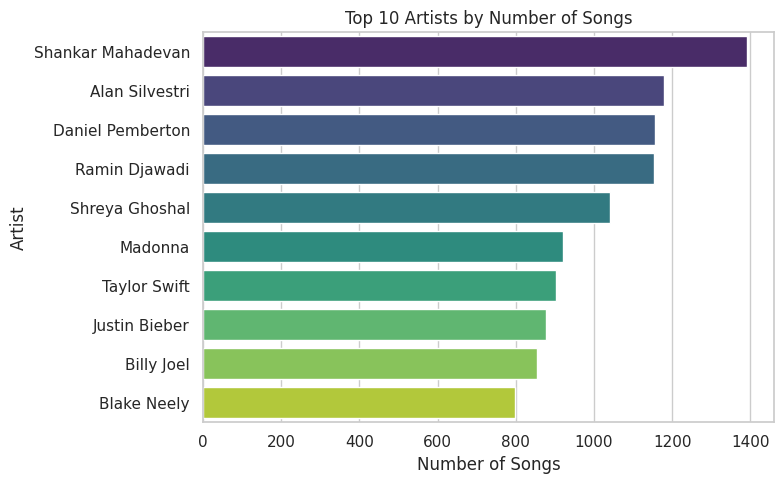 Top 10 Artists by Number of Songs
Artist
Shankar Mahadevan
Alan Silvestri
Daniel Pemberton
Ramin Djawadi
Shreya Ghoshal
Madonna
Taylor Swift
Justin Bieber
Billy Joel
Blake Neely
0 200 400 600 800 1000 1200 1400
Number of Songs